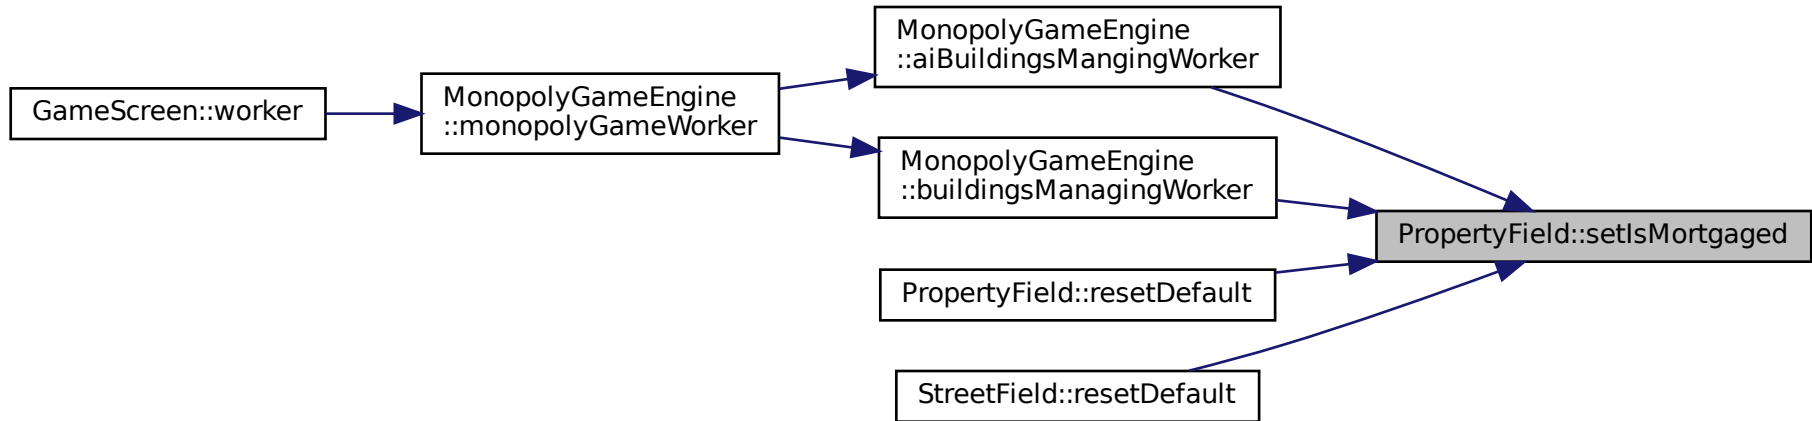 GameScreen::worker
MonopolyGameEngine
::monopolyGameWorker
MonopolyGameEngine
::aiBuildingsMangingWorker
MonopolyGameEngine
::buildingsManagingWorker
PropertyField::resetDefault
StreetField::resetDefault
PropertyField::setIsMortgaged